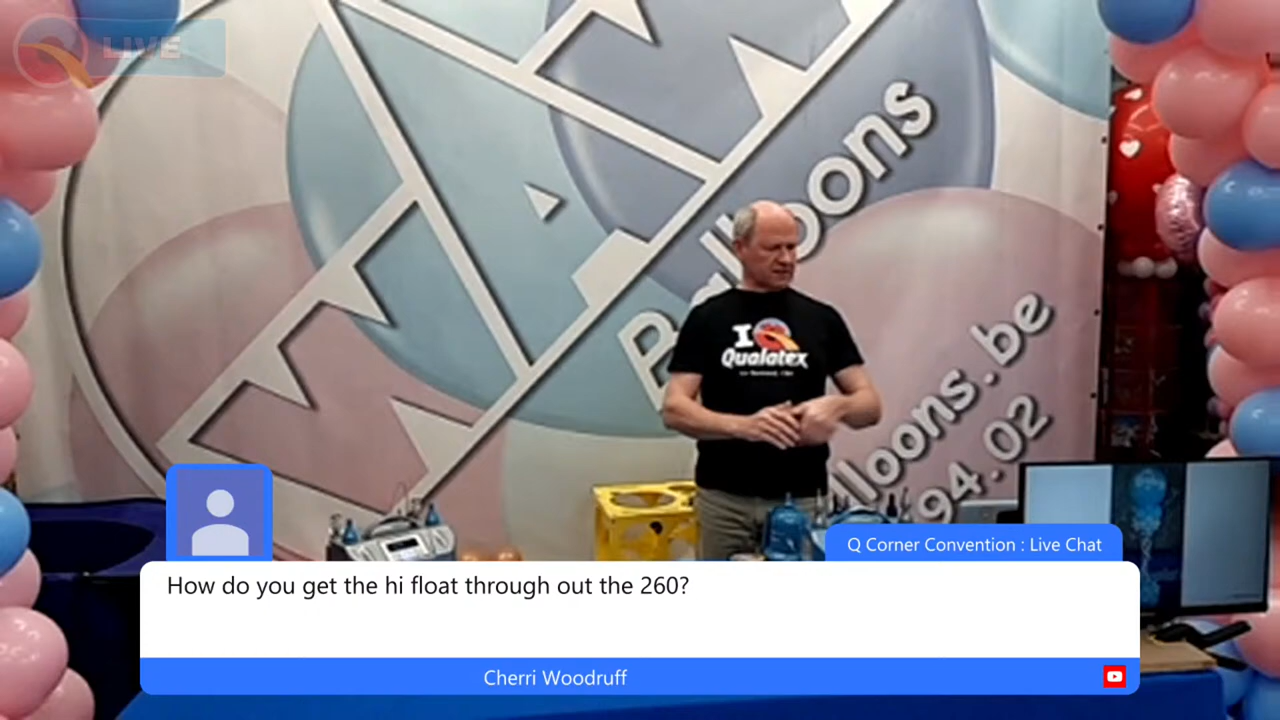 LIVE
Balloons
I
Qualatex
lloons.be
94.02
Q Corner Convention : Live Chat
How do you get the hi float through out the 260?
Cherri Woodruff